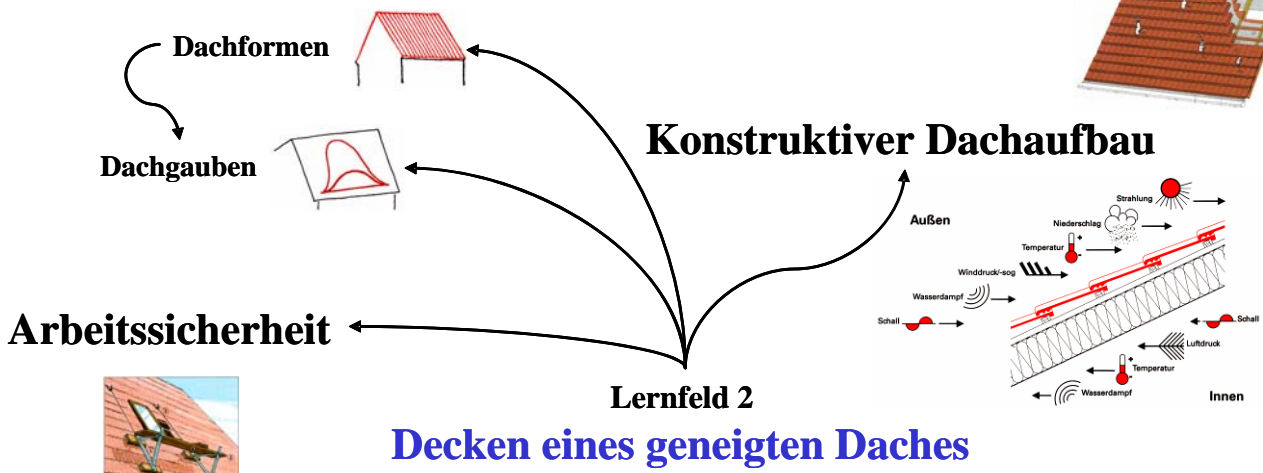 Dachformen
Dachgauben
Konstruktiver Dachaufbau
Strahlung
Außen
Niederschlag
Temperatur
+
-
Winddruck/-sog
Wasserdampf
Schall
Schall
Luftdruck
+
Temperatur
-
Wasserdampf
Innen
Arbeitssicherheit
Lernfeld 2
Decken eines geneigten Daches